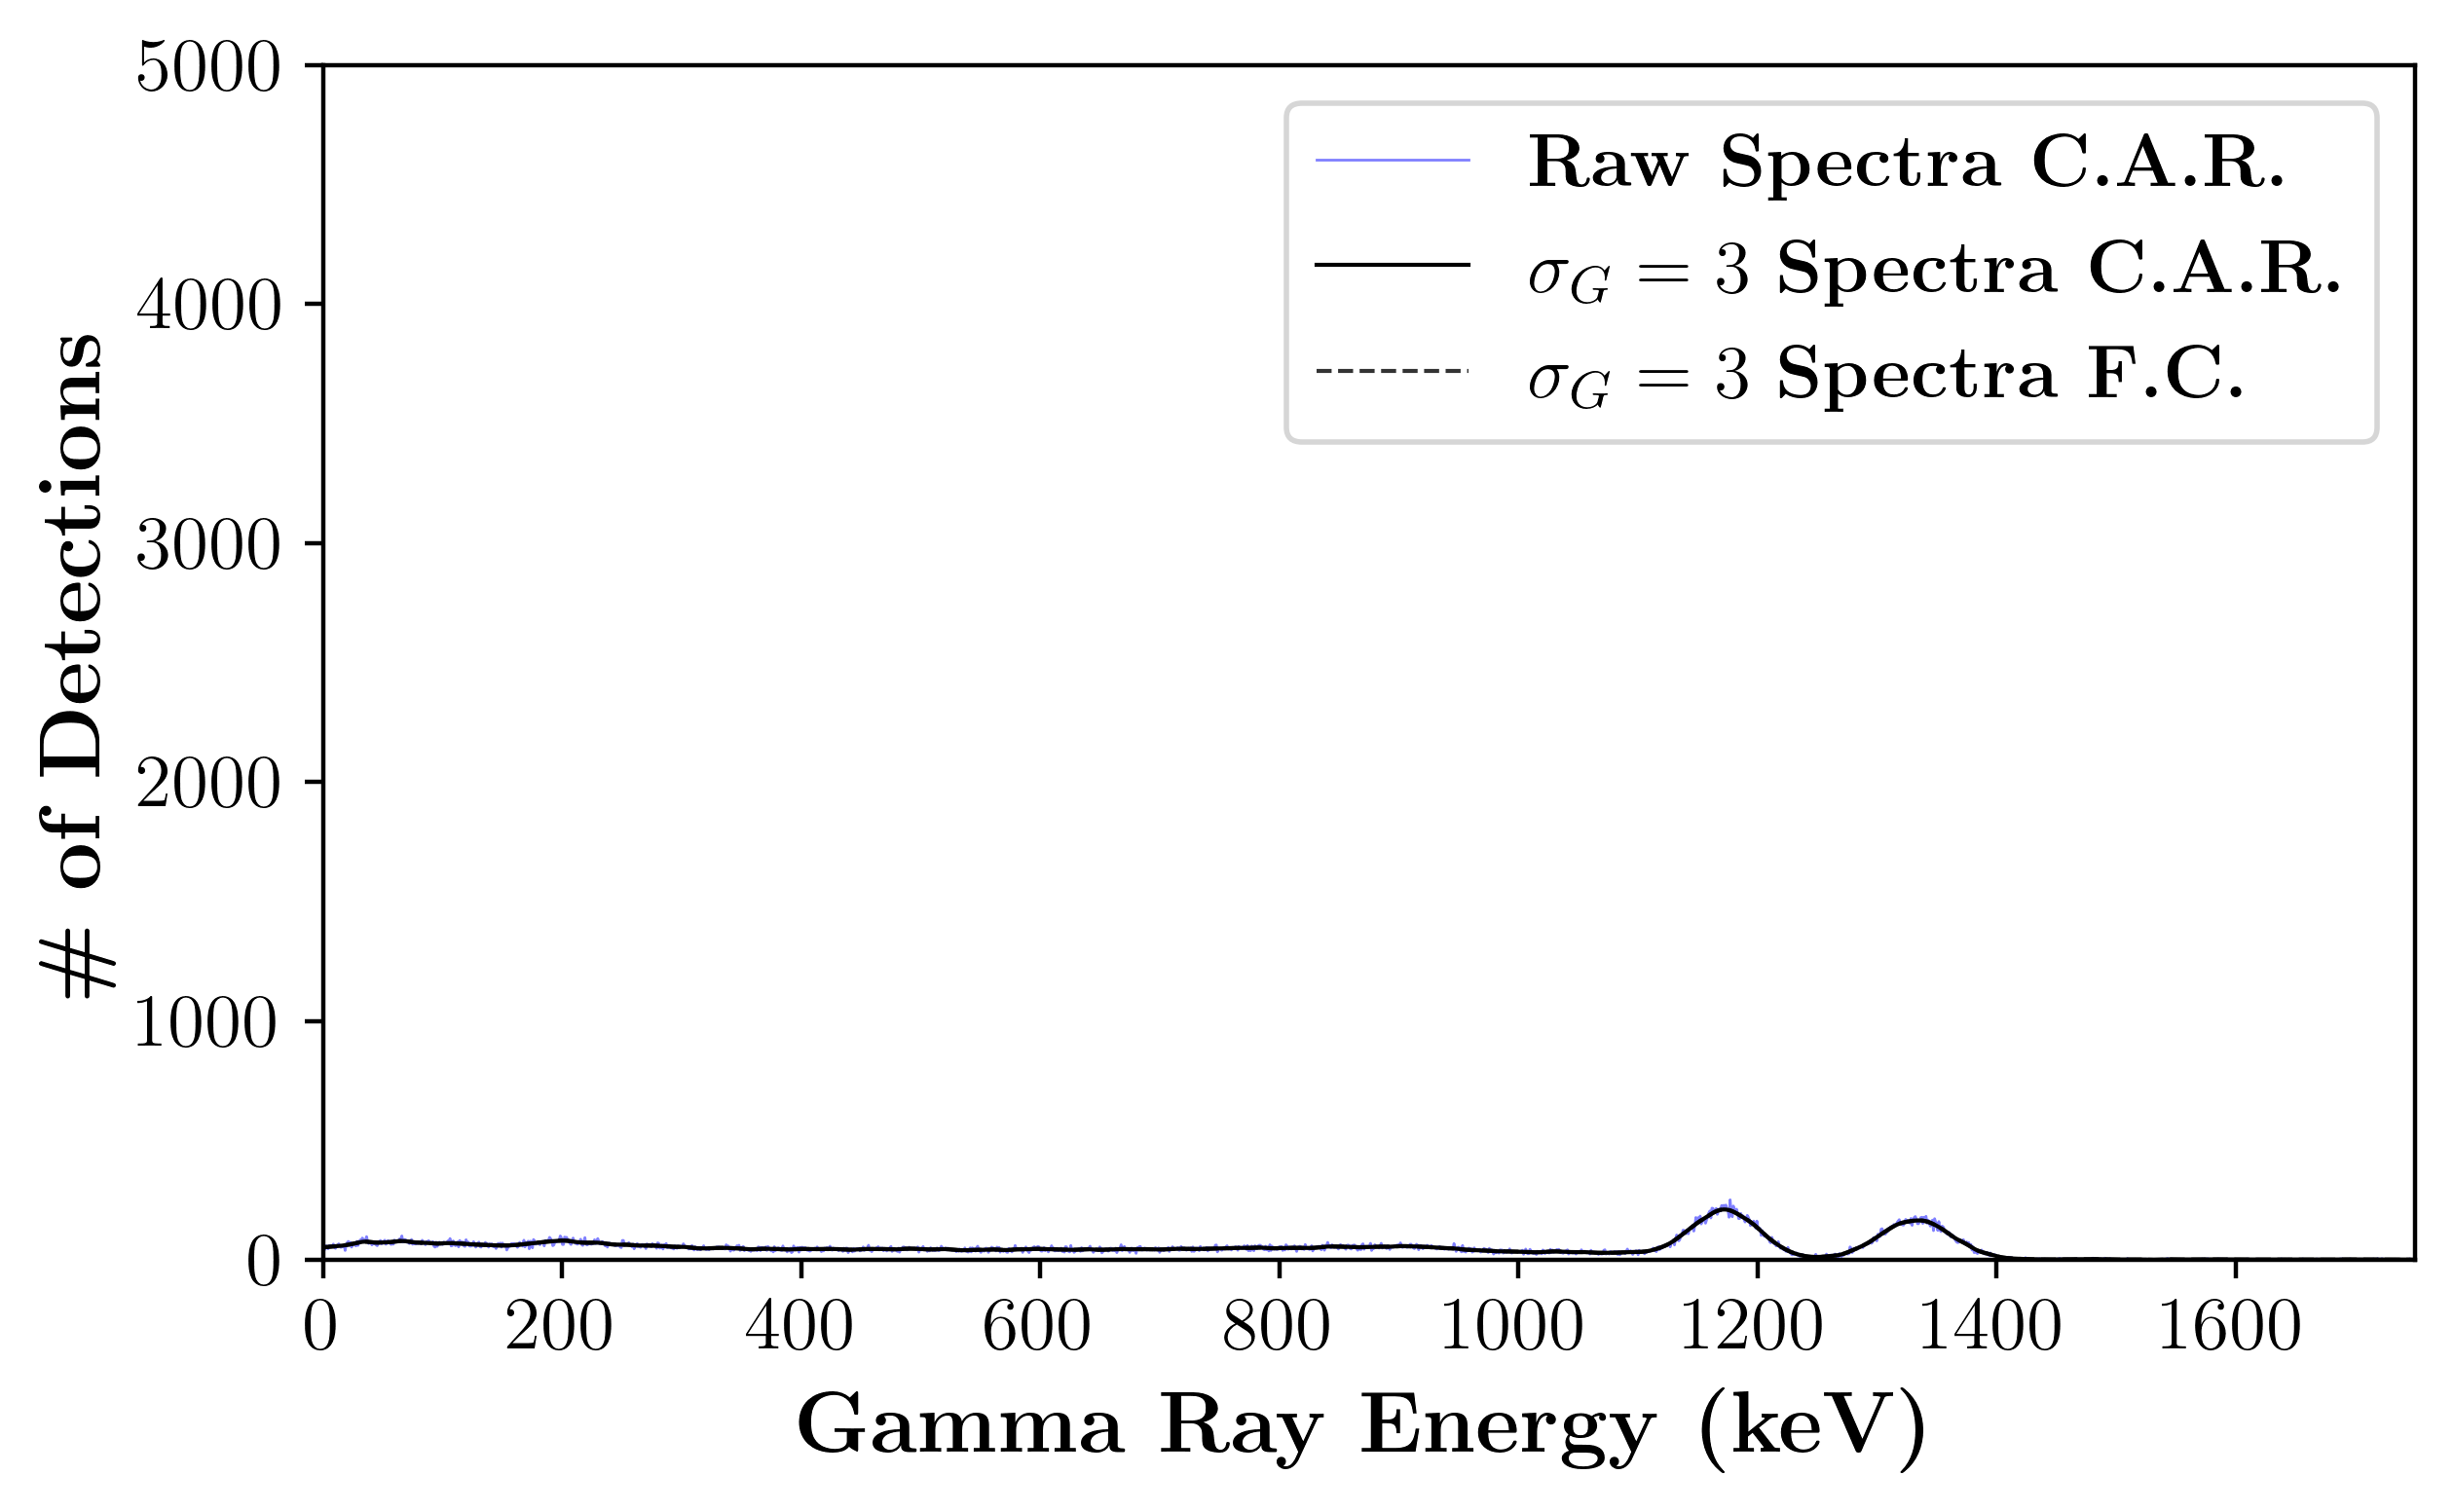 5000
4000
3000
2000
1000
0
# of Detections
Raw Spectra C.A.R.
σ_G = 3 Spectra C.A.R.
σ_G = 3 Spectra F.C.
0 200 400 600 800 1000 1200 1400 1600
Gamma Ray Energy (keV)